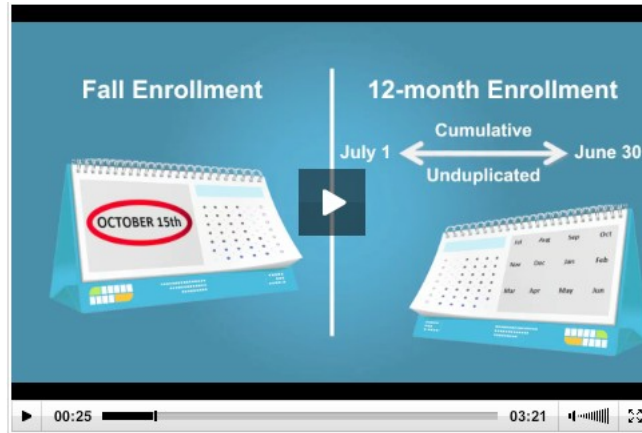 Fall Enrollment
OCTOBER 15th
12-month Enrollment
Cumulative
July 1
June 30
Unduplicated
Jul Aug Sep Oct
Nov Dec Jan Feb
Mar Apr May Jun
00:25
03:21